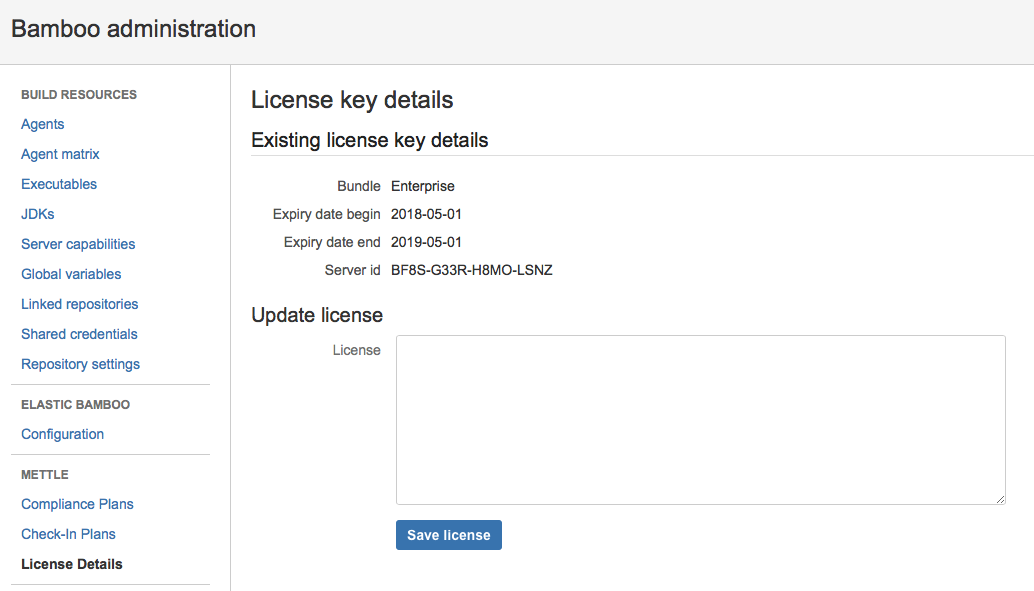 Bamboo administration
BUILD RESOURCES
Agents
Agent matrix
Executables
JDKs
Server capabilities
Global variables
Linked repositories
Shared credentials
Repository settings
ELASTIC BAMBOO
Configuration
METTLE
Compliance Plans
Check-In Plans
License Details
License key details
Existing license key details
Bundle Enterprise
Expiry date begin 2018-05-01
Expiry date end 2019-05-01
Server id BF8S-G33R-H8MO-LSNZ
Update license
License
Save license